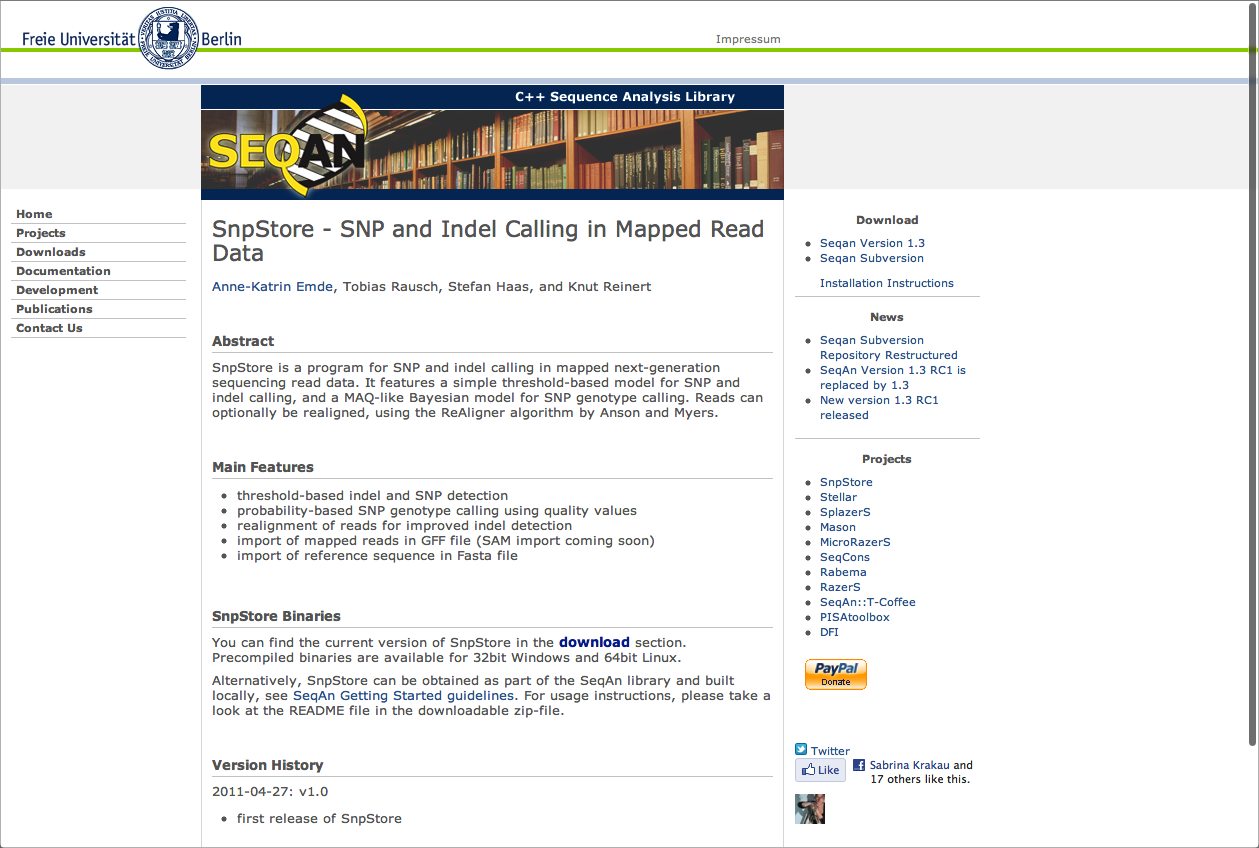 Freie Universität Berlin
Impressum
C++ Sequence Analysis Library
SEQAN
Home
Projects
Downloads
Documentation
Development
Publications
Contact Us
SnpStore - SNP and Indel Calling in Mapped Read
Data
Anne-Katrin Emde, Tobias Rausch, Stefan Haas, and Knut Reinert
Abstract
SnpStore is a program for SNP and indel calling in mapped next-generation
sequencing read data. It features a simple threshold-based model for SNP and
indel calling, and a MAQ-like Bayesian model for SNP genotype calling. Reads can
optionally be realigned, using the ReAligner algorithm by Anson and Myers.
Main Features
• threshold-based indel and SNP detection
• probability-based SNP genotype calling using quality values
• realignment of reads for improved indel detection
• import of mapped reads in GFF file (SAM import coming soon)
• import of reference sequence in Fasta file
SnpStore Binaries
You can find the current version of SnpStore in the download section.
Precompiled binaries are available for 32bit Windows and 64bit Linux.
Alternatively, SnpStore can be obtained as part of the SeqAn library and built
locally, see SeqAn Getting Started guidelines. For usage instructions, please take a
look at the README file in the downloadable zip-file.
Version History
2011-04-27: v1.0
• first release of SnpStore
Download
• Seqan Version 1.3
• Seqan Subversion
Installation Instructions
News
• Seqan Subversion
Repository Restructured
• SeqAn Version 1.3 RC1 is
replaced by 1.3
• New version 1.3 RC1
released
Projects
• SnpStore
• Stellar
• SplazerS
• Mason
• MicroRazerS
• SeqCons
• Rabema
• RazerS
• SeqAn::T-Coffee
• PISAtoolbox
• DFI
PayPal
Donate
Twitter
Like
Sabrina Krakau and
17 others like this.